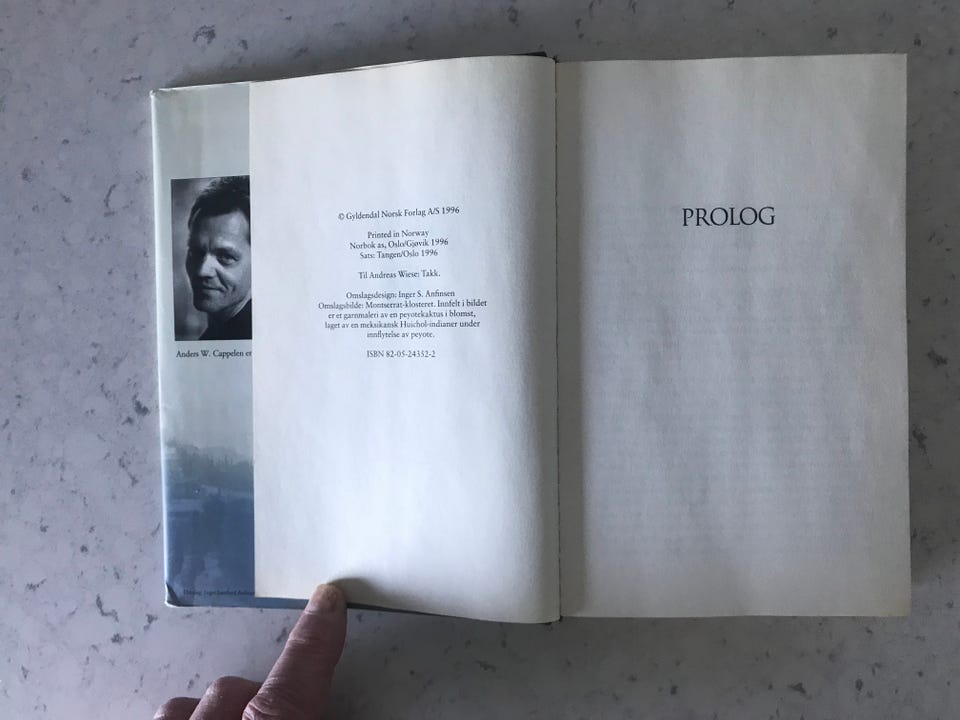 Anders W. Cappelen er
© Gyldendal Norsk Forlag A/S 1996
Printed in Norway
Norbok as, Oslo/Gjøvik 1996
Sats: Tangen/Oslo 1996
Til Andreas Wiese: Takk.
Omslagsdesign: Inger S. Anfinsen
Omslagsbilde: Montserrat-klosteret. Innfelt i bildet
er et garnmaleri av en peyotekaktus i blomst,
laget av en meksikansk Huichol-indianer under
innflytelse av peyote.
ISBN 82-05-24352-2
PROLOG